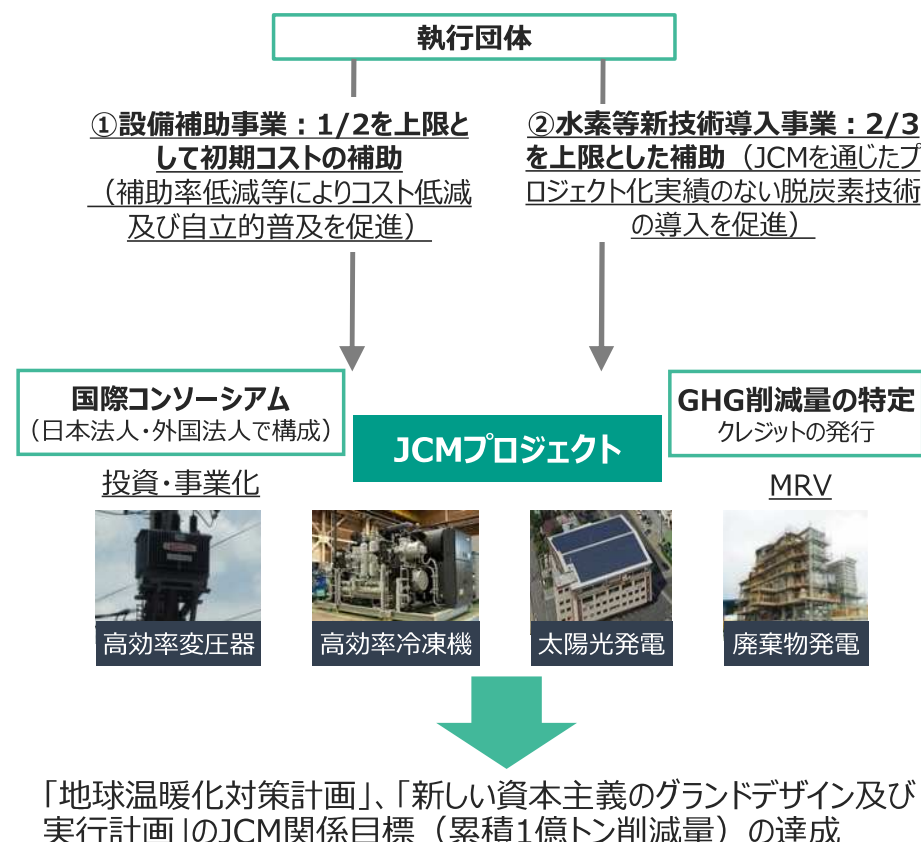 執行団体
①設備補助事業：1/2を上限と
して初期コストの補助
（補助率低減等によりコスト低減
及び自立的普及を促進）
②水素等新技術導入事業：2/3
を上限とした補助（JCMを通じたプ
ロジェクト化実績のない脱炭素技術
の導入を促進）
国際コンソーシアム
（日本法人・外国法人で構成）
投資・事業化
JCMプロジェクト
GHG削減量の特定
クレジットの発行
MRV
高効率変圧器
高効率冷凍機
太陽光発電
廃棄物発電
「地球温暖化対策計画」、「新しい資本主義のグランドデザイン及び
実行計画」のJCM関係目標（累積1億トン削減量）の達成